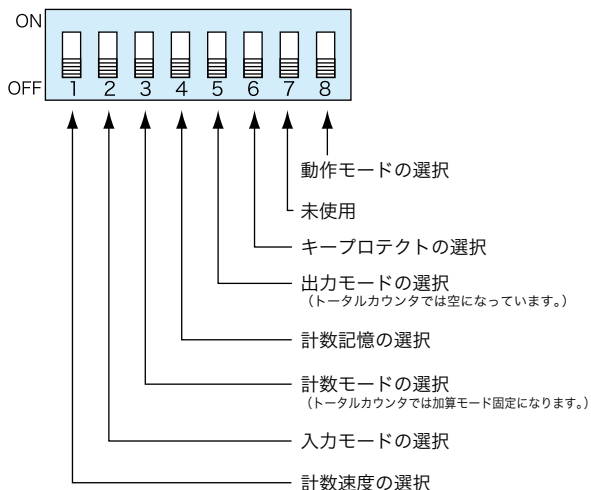 ON
OFF
1 2 3 4 5 6 7 8
動作モードの選択
未使用
キープロテクトの選択
出力モードの選択
(トータルカウンタでは空になっています。)
計数記憶の選択
計数モードの選択
(トータルカウンタでは加算モード固定になります。)
入力モードの選択
計数速度の選択